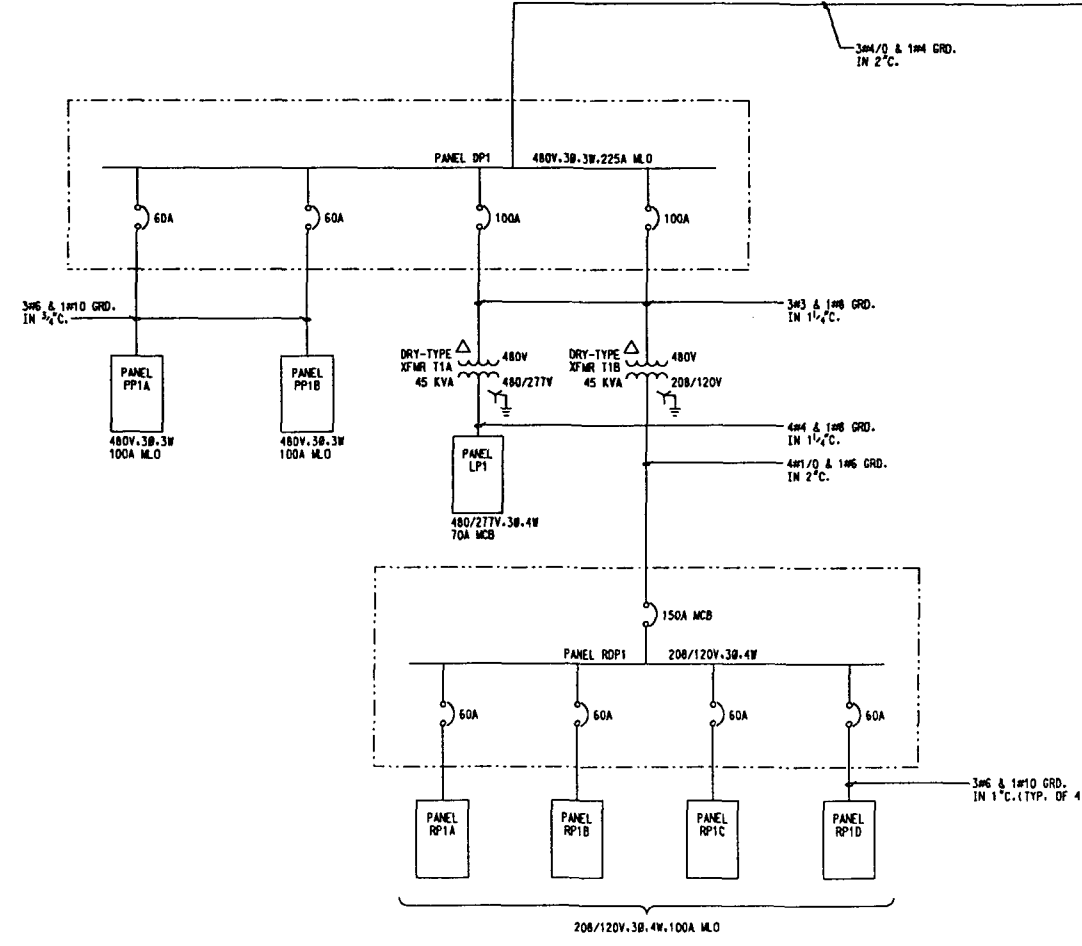 3#4/0 & 1#4 GRD.
IN 2"C.
PANEL DP1
480V.3Ø.3W.225A MLO
60A
60A
100A
100A
3#6 & 1#10 GRD.
IN 3/4"C.
3#3 & 1#8 GRD.
IN 1 1/4"C.
PANEL
PP1A
480V.3Ø.3W
100A MLO
PANEL
PP1B
480V.3Ø.3W
100A MLO
DRY-TYPE
XFMR T1A
45 KVA
480V
480/277V
DRY-TYPE
XFMR T1B
45 KVA
480V
208/120V
4#4 & 1#8 GRD.
IN 1 1/4"C.
PANEL
LP1
480/277V.3Ø.4W
70A MCB
4#1/0 & 1#6 GRD.
IN 2"C.
150A MCB
PANEL RDP1
208/120V.3Ø.4W
60A
60A
60A
60A
3#6 & 1#10 GRD.
IN 1"C.(TYP. OF 4
PANEL
RP1A
PANEL
RP1B
PANEL
RP1C
PANEL
RP1D
208/120V.3Ø.4W.100A MLO